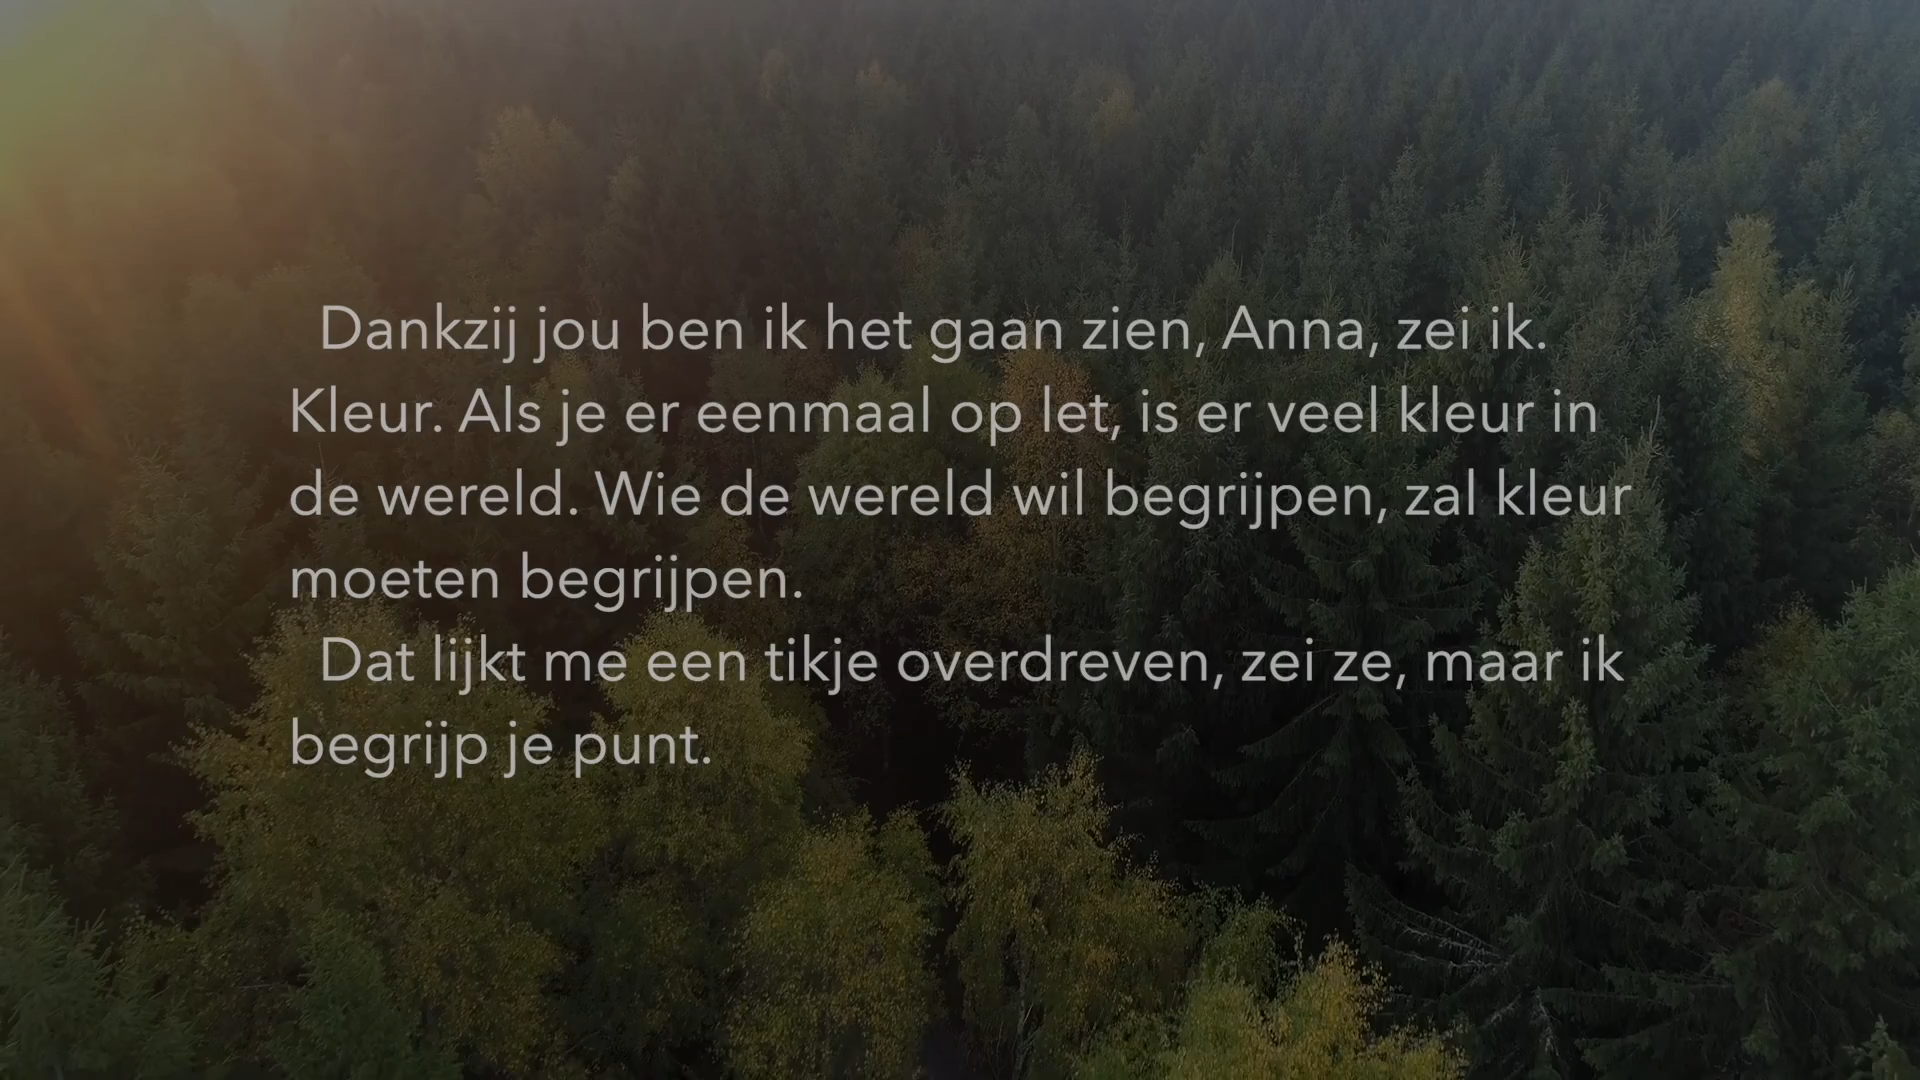 Dankzij jou ben ik het gaan zien, Anna, zei ik.
Kleur. Als je er eenmaal op let, is er veel kleur in
de wereld. Wie de wereld wil begrijpen, zal kleur
moeten begrijpen.
Dat lijkt me een tikje overdreven, zei ze, maar ik
begrijp je punt.